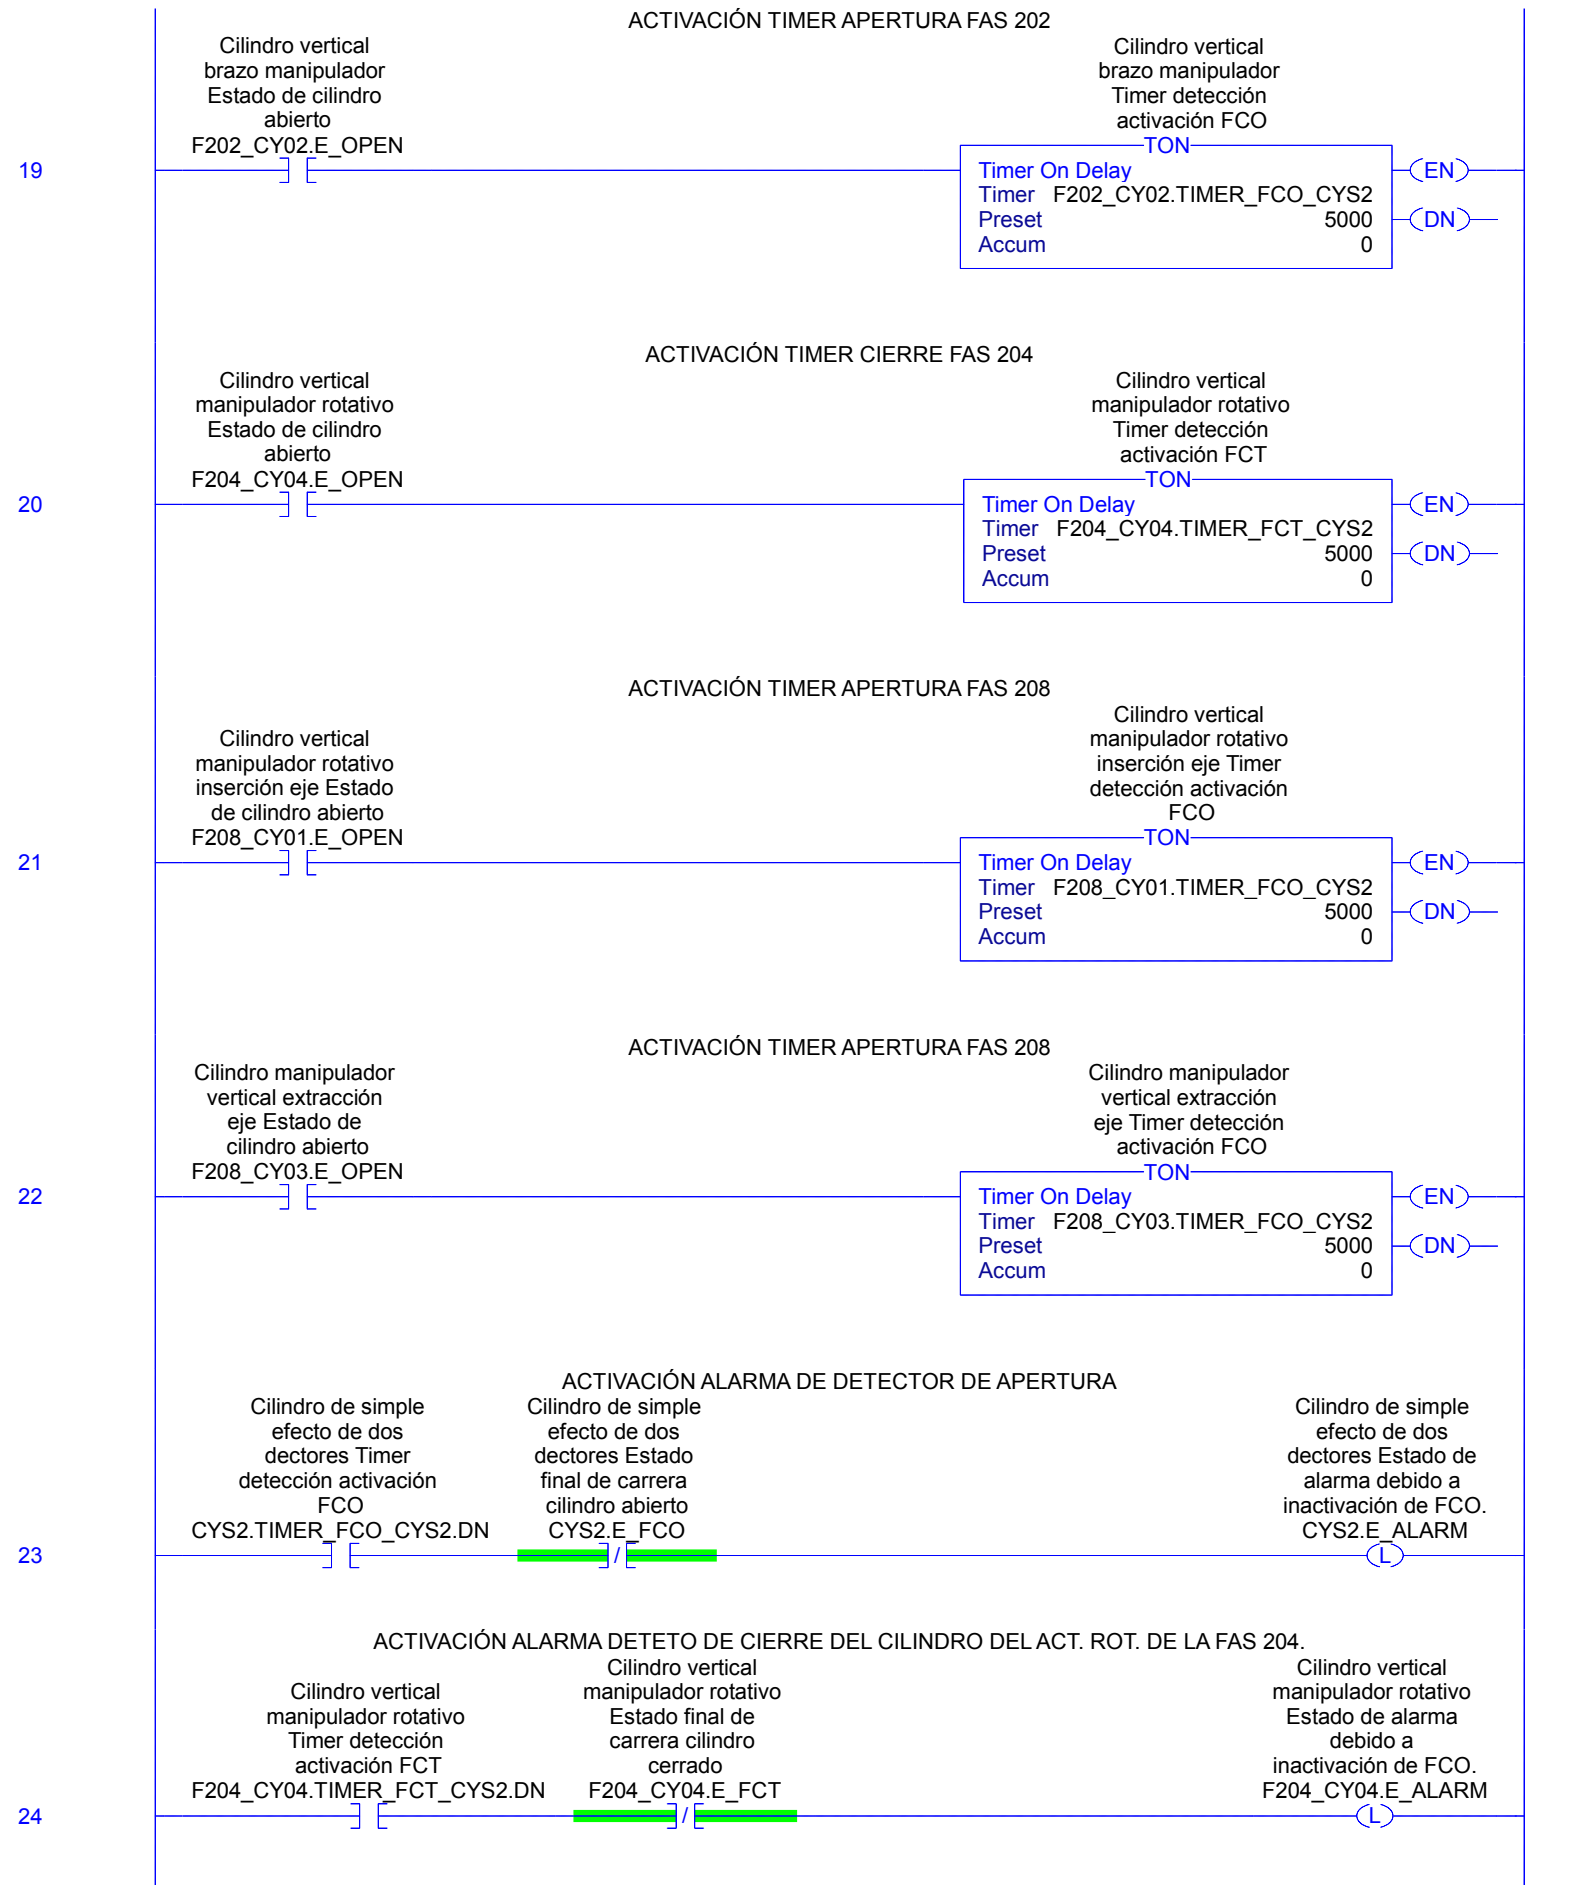 ACTIVACIÓN TIMER APERTURA FAS 202
Cilindro vertical
brazo manipulador
Estado de cilindro
abierto
F202_CY02.E_OPEN
Cilindro vertical
brazo manipulador
Timer detección
activación FCO
TON
19
Timer On Delay
Timer F202_CY02.TIMER_FCO_CYS2
Preset 5000
Accum 0
EN
DN
ACTIVACIÓN TIMER CIERRE FAS 204
Cilindro vertical
manipulador rotativo
Estado de cilindro
abierto
F204_CY04.E_OPEN
Cilindro vertical
manipulador rotativo
Timer detección
activación FCT
TON
20
Timer On Delay
Timer F204_CY04.TIMER_FCT_CYS2
Preset 5000
Accum 0
EN
DN
ACTIVACIÓN TIMER APERTURA FAS 208
Cilindro vertical
manipulador rotativo
inserción eje Estado
de cilindro abierto
F208_CY01.E_OPEN
Cilindro vertical
manipulador rotativo
inserción eje Timer
detección activación
FCO
TON
21
Timer On Delay
Timer F208_CY01.TIMER_FCO_CYS2
Preset 5000
Accum 0
EN
DN
ACTIVACIÓN TIMER APERTURA FAS 208
Cilindro manipulador
vertical extracción
eje Estado de
cilindro abierto
F208_CY03.E_OPEN
Cilindro manipulador
vertical extracción
eje Timer detección
activación FCO
TON
22
Timer On Delay
Timer F208_CY03.TIMER_FCO_CYS2
Preset 5000
Accum 0
EN
DN
ACTIVACIÓN ALARMA DE DETECTOR DE APERTURA
Cilindro de simple
efecto de dos
dectores Timer
detección activación
FCO
CYS2.TIMER_FCO_CYS2.DN
Cilindro de simple
efecto de dos
dectores Estado
final de carrera
cilindro abierto
CYS2.E_FCO
Cilindro de simple
efecto de dos
dectores Estado de
alarma debido a
inactivación de FCO.
CYS2.E_ALARM
23
/
L
ACTIVACIÓN ALARMA DETETO DE CIERRE DEL CILINDRO DEL ACT. ROT. DE LA FAS 204.
Cilindro vertical
manipulador rotativo
Timer detección
activación FCT
F204_CY04.TIMER_FCT_CYS2.DN
Cilindro vertical
manipulador rotativo
Estado final de
carrera cilindro
cerrado
F204_CY04.E_FCT
Cilindro vertical
manipulador rotativo
Estado de alarma
debido a
inactivación de FCO.
F204_CY04.E_ALARM
24
/
L